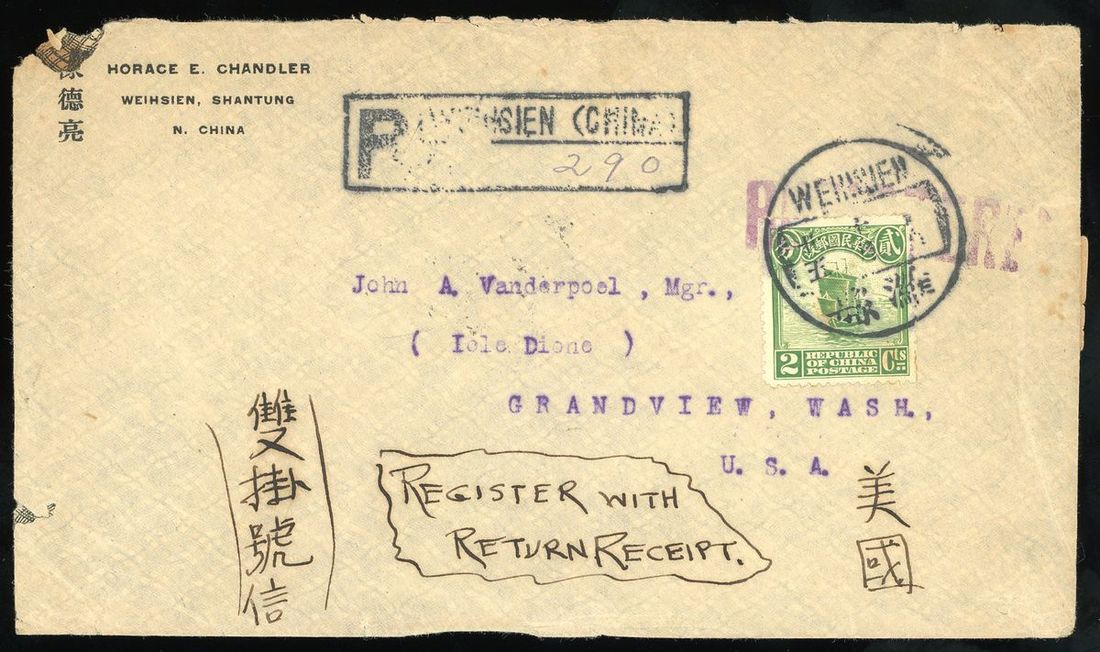 德亮
HORACE E. CHANDLER
WEIHSIEN, SHANTUNG
N. CHINA
R
WEIHSIEN (CHINA)
290
WEIHSIEN
中華民國郵政
貳
分
2 Cts
REPUBLIC
OF CHINA
POSTAGE
John A. Vanderpoel, Mgr.,
( Iole Dione )
GRANDVIEW, WASH.,
U. S. A.
雙掛號信
REGISTER WITH
RETURN RECEIPT.
美國